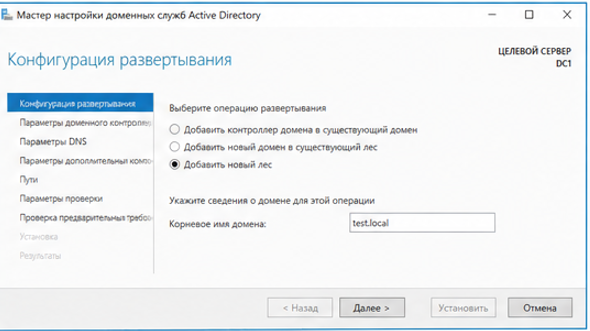 Мастер настройки доменных служб Active Directory
Конфигурация развертывания
ЦЕЛЕВОЙ СЕРВЕР
DC1
Конфигурация развертывания
Параметры доменного контроллер
Параметры DNS
Параметры дополнительных компо
Пути
Параметры проверки
Проверка предварительных требов
Установка
Результаты
Выберите операцию развертывания
Добавить контроллер домена в существующий домен
Добавить новый домен в существующий лес
Добавить новый лес
Укажите сведения о домене для этой операции
Корневое имя домена: test.local
< Назад Далее > Установить Отмена